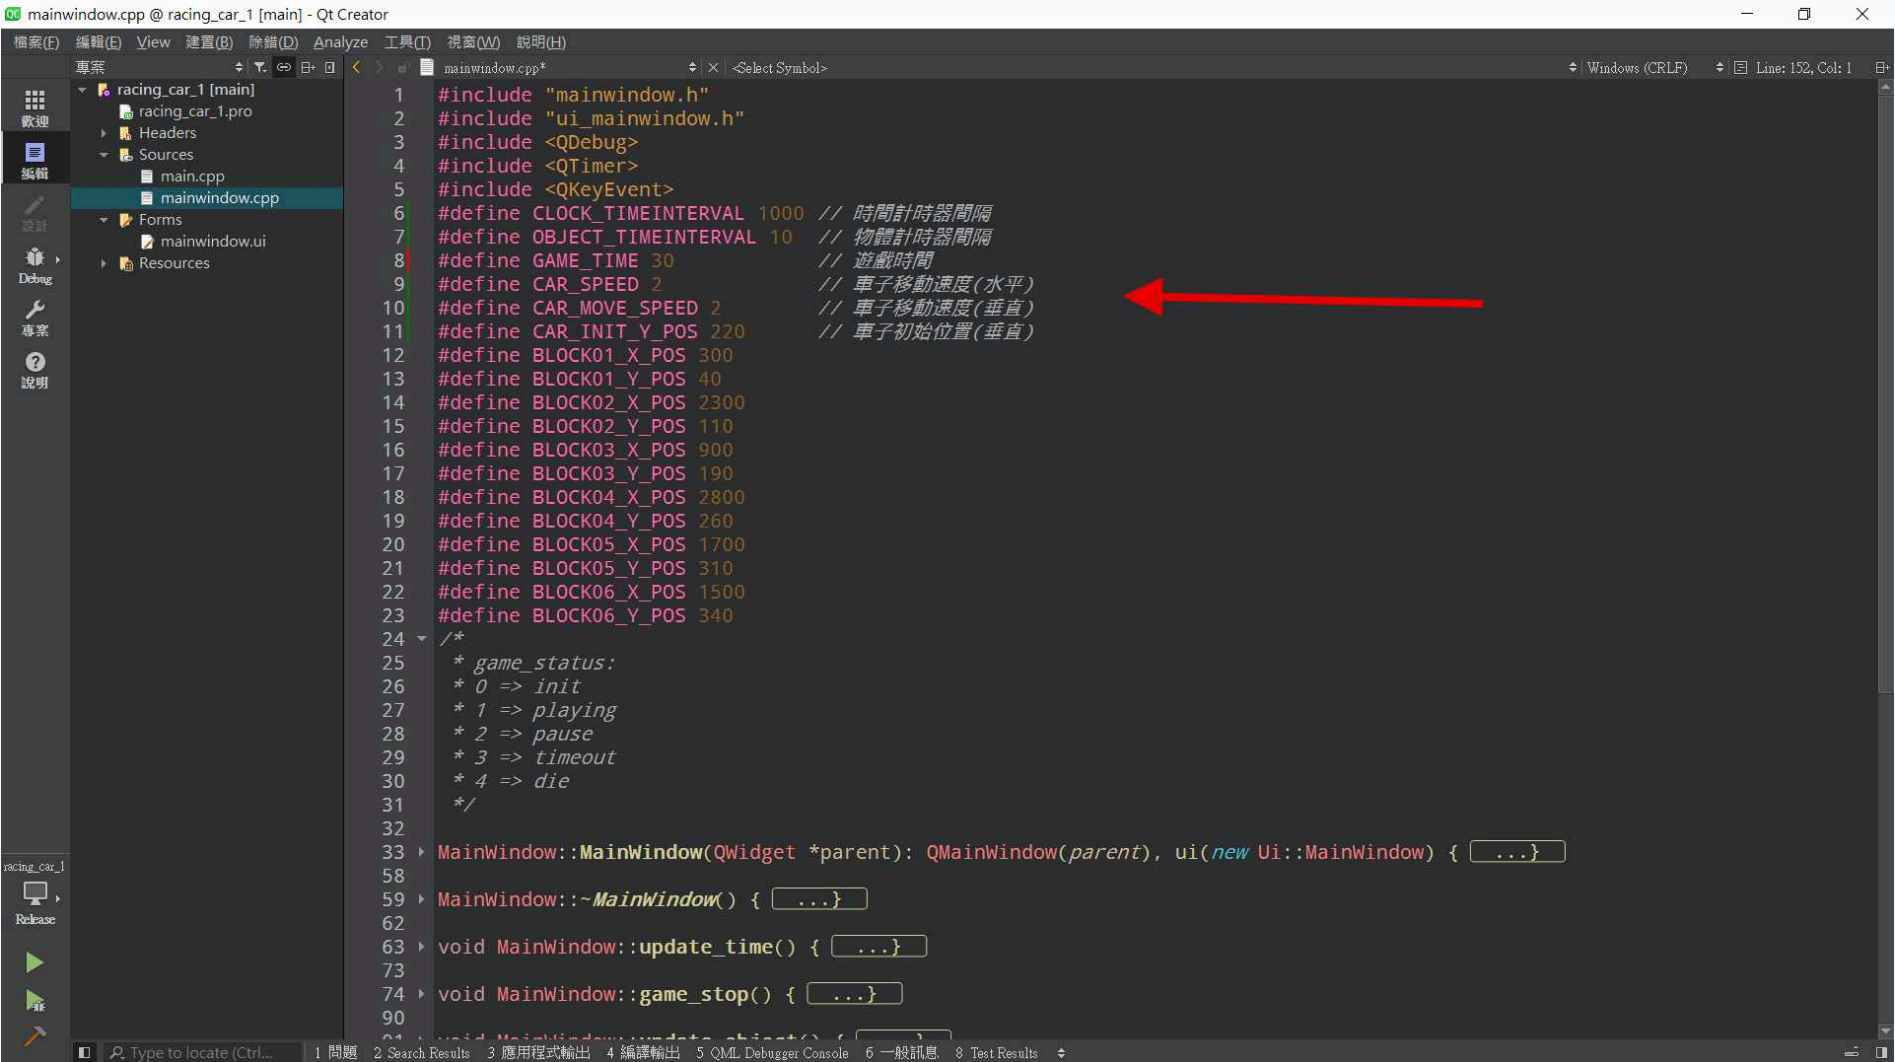 mainwindow.cpp @ racing_car_1 [main] - Qt Creator
檔案(F) 編輯(E) View 建置(B) 除錯(D) Analyze 工具(T) 視窗(W) 說明(H)
專案
mainwindow.cpp* <Select Symbol> Windows (CRLF) Line: 152, Col: 1
歡迎
編輯
設計
Debug
專案
說明
racing_car_1
Release
racing_car_1 [main]
racing_car_1.pro
Headers
Sources
main.cpp
mainwindow.cpp
Forms
mainwindow.ui
Resources
1 #include "mainwindow.h"
2 #include "ui_mainwindow.h"
3 #include <QDebug>
4 #include <QTimer>
5 #include <QKeyEvent>
6 #define CLOCK_TIMEINTERVAL 1000 // 時間計時器間隔
7 #define OBJECT_TIMEINTERVAL 10 // 物體計時器間隔
8 #define GAME_TIME 30 // 遊戲時間
9 #define CAR_SPEED 2 // 車子移動速度(水平)
10 #define CAR_MOVE_SPEED 2 // 車子移動速度(垂直)
11 #define CAR_INIT_Y_POS 220 // 車子初始位置(垂直)
12 #define BLOCK01_X_POS 300
13 #define BLOCK01_Y_POS 40
14 #define BLOCK02_X_POS 2300
15 #define BLOCK02_Y_POS 110
16 #define BLOCK03_X_POS 900
17 #define BLOCK03_Y_POS 190
18 #define BLOCK04_X_POS 2800
19 #define BLOCK04_Y_POS 260
20 #define BLOCK05_X_POS 1700
21 #define BLOCK05_Y_POS 310
22 #define BLOCK06_X_POS 1500
23 #define BLOCK06_Y_POS 340
24 /*
25 * game_status:
26 * 0 => init
27 * 1 => playing
28 * 2 => pause
29 * 3 => timeout
30 * 4 => die
31 */
32
33 MainWindow::MainWindow(QWidget *parent): QMainWindow(parent), ui(new Ui::MainWindow) { ...}
58
59 MainWindow::~MainWindow() { ...}
62
63 void MainWindow::update_time() { ...}
73
74 void MainWindow::game_stop() { ...}
90
91 void MainWindow::update_object() { ...}
Type to locate (Ctrl... 1 問題 2 Search Results 3 應用程式輸出 4 編譯輸出 5 QML Debugger Console 6 一般訊息 8 Test Results